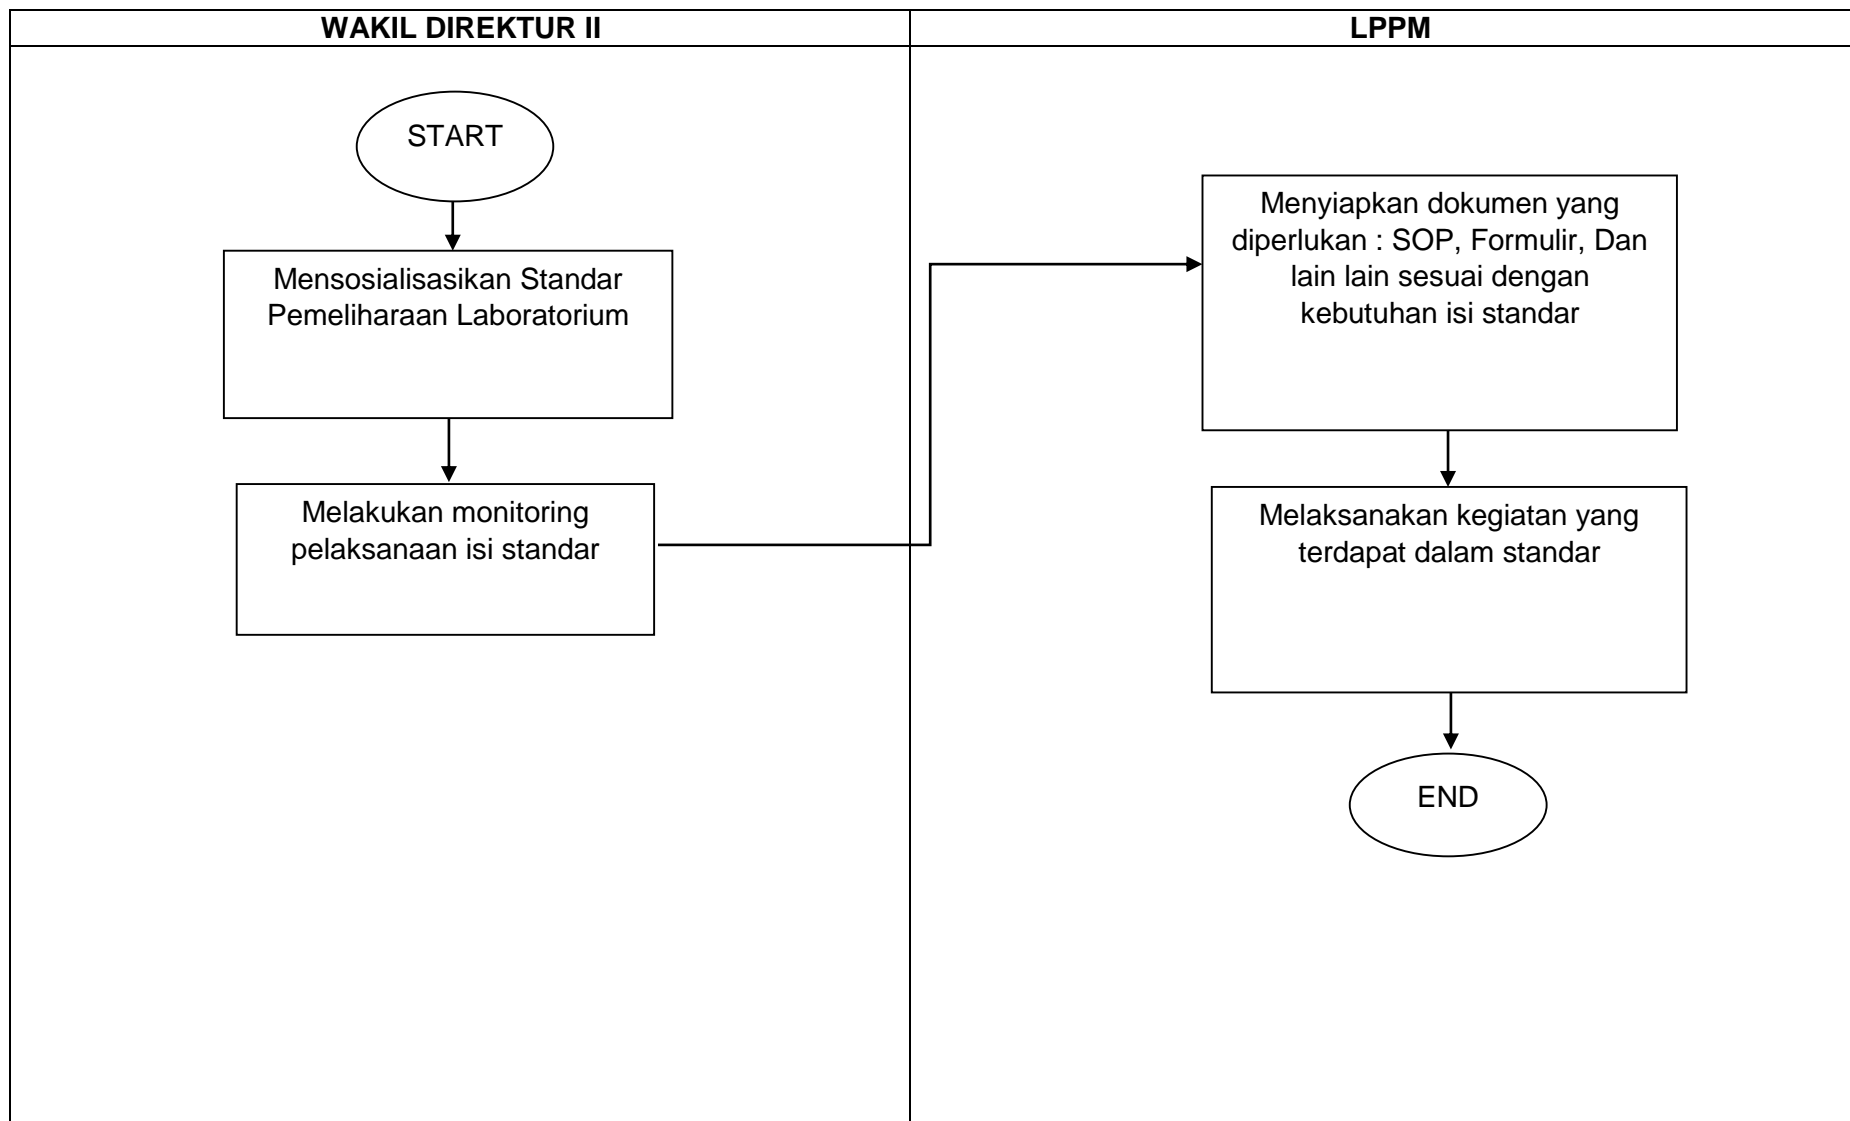 WAKIL DIREKTUR II
LPPM
START
Mensosialisasikan Standar
Pemeliharaan Laboratorium
Melakukan monitoring
pelaksanaan isi standar
Menyiapkan dokumen yang
diperlukan : SOP, Formulir, Dan
lain lain sesuai dengan
kebutuhan isi standar
Melaksanakan kegiatan yang
terdapat dalam standar
END